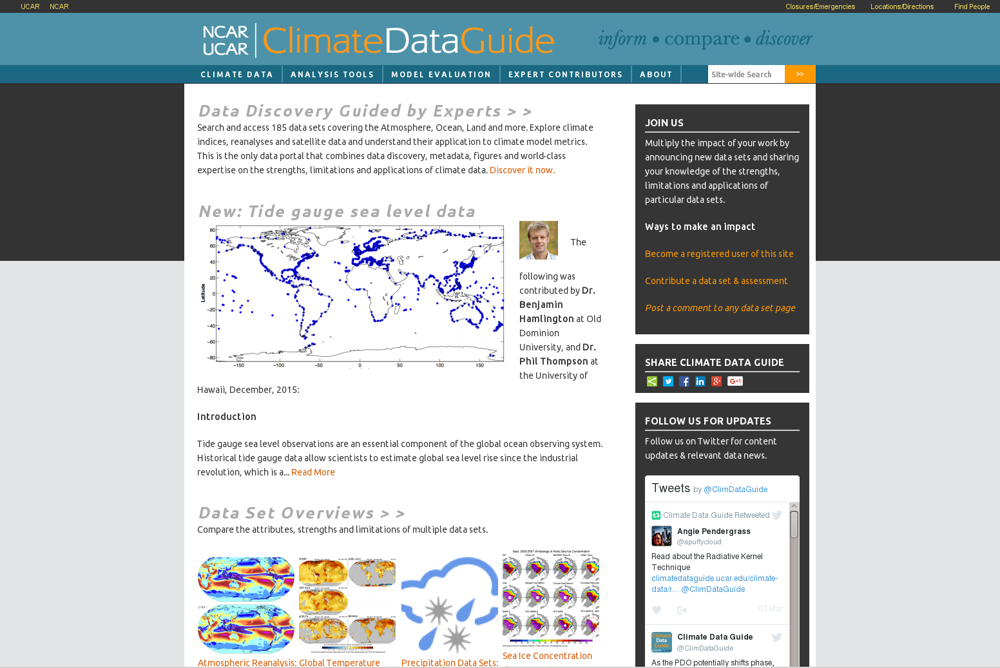 UCAR NCAR Closures/Emergencies Locations/Directions Find People
NCAR
UCAR
ClimateDataGuide
inform • compare • discover
CLIMATE DATA ANALYSIS TOOLS MODEL EVALUATION EXPERT CONTRIBUTORS ABOUT Site-wide Search >>
Data Discovery Guided by Experts > >
Search and access 185 data sets covering the Atmosphere, Ocean, Land and more. Explore climate
indices, reanalyses and satellite data and understand their application to climate model metrics.
This is the only data portal that combines data discovery, metadata, figures and world-class
expertise on the strengths, limitations and applications of climate data. Discover it now.
New: Tide gauge sea level data
80
60
40
20
0
−20
−40
−60
−80
Latitude
−150 −100 −50 0 50 100 150
The
following was
contributed by Dr.
Benjamin
Hamlington at Old
Dominion
University, and Dr.
Phil Thompson at
the University of
Hawaii, December, 2015:
Introduction
Tide gauge sea level observations are an essential component of the global ocean observing system.
Historical tide gauge data allow scientists to estimate global sea level rise since the industrial
revolution, which is a... Read More
Data Set Overviews > >
Compare the attributes, strengths and limitations of multiple data sets.
Sept. 2003-2007 climatology of Arctic Sea Ice Concentration
ERA
Atmospheric Reanalysis:
Global Temperature
Precipitation Data Sets:
Sea Ice Concentration
JOIN US
Multiply the impact of your work by
announcing new data sets and sharing
your knowledge of the strengths,
limitations and applications of
particular data sets.
Ways to make an impact
Become a registered user of this site
Contribute a data set & assessment
Post a comment to any data set page
SHARE CLIMATE DATA GUIDE
G+1
FOLLOW US FOR UPDATES
Follow us on Twitter for content
updates & relevant data news.
Tweets by @ClimDataGuide
Climate Data Guide Retweeted
Angie Pendergrass
@apuffycloud
Read about the Radiative Kernel
Technique
climatedataguide.ucar.edu/climate-
data/r… @ClimDataGuide
03 Mar
Climate
Data
Guide
Climate Data Guide
@ClimDataGuide
As the PDO potentially shifts phase,